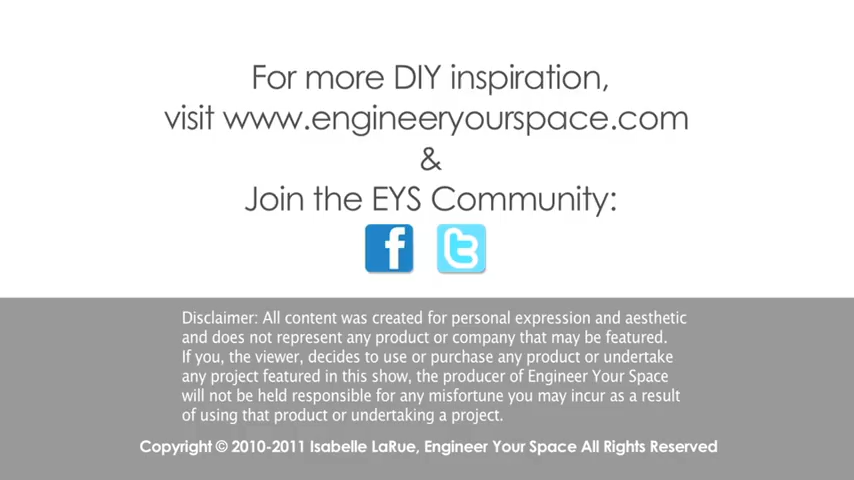 For more DIY inspiration,
visit www.engineeryourspace.com
&
Join the EYS Community:
f t
Disclaimer: All content was created for personal expression and aesthetic
and does not represent any product or company that may be featured.
If you, the viewer, decides to use or purchase any product or undertake
any project featured in this show, the producer of Engineer Your Space
will not be held responsible for any misfortune you may incur as a result
of using that product or undertaking a project.
Copyright © 2010-2011 Isabelle LaRue, Engineer Your Space All Rights Reserved